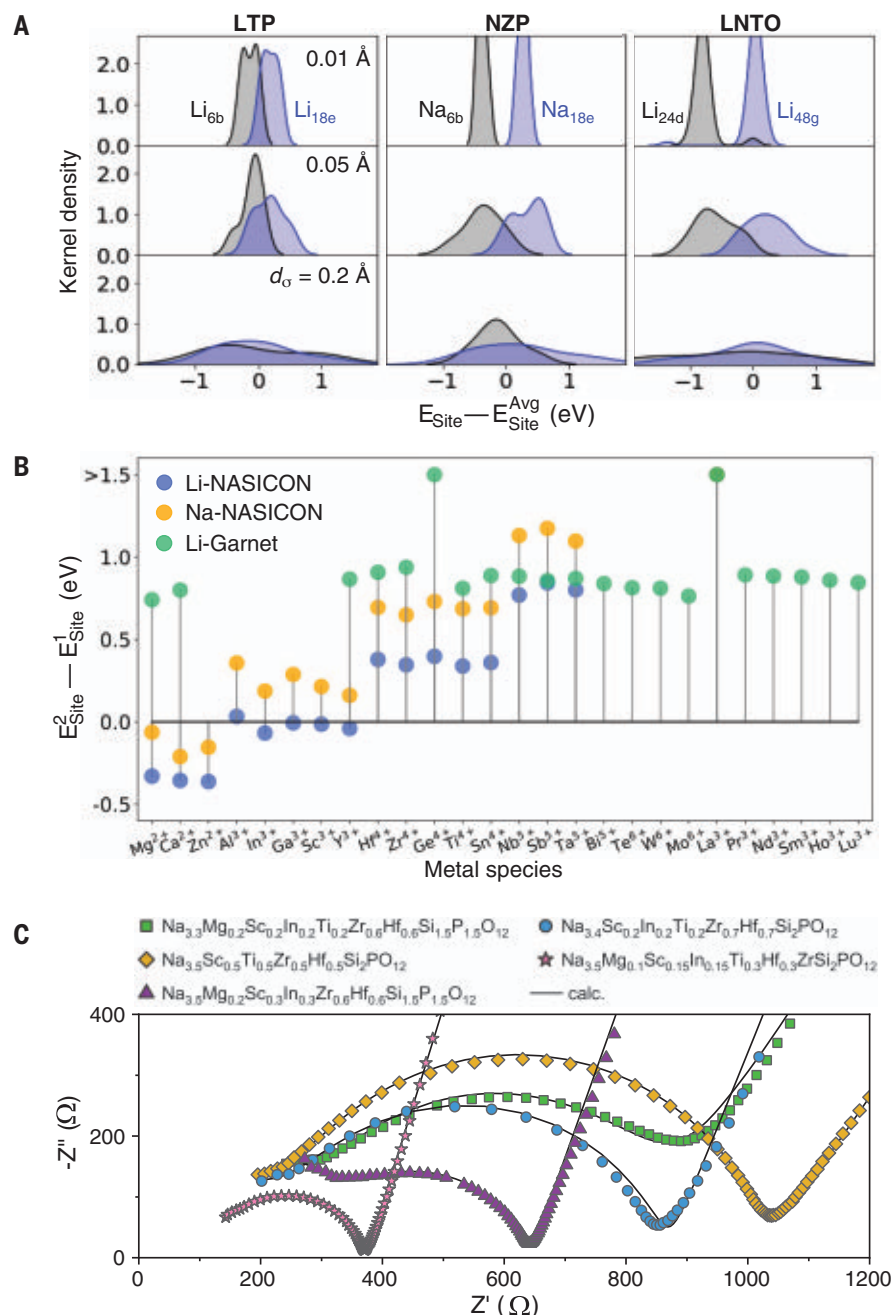 A
LTP NZP LNTO
0.01 Å
2.0
1.0
0.0
Li6b Li18e Na6b Na18e Li24d Li48g
0.05 Å
2.0
1.0
0.0
dσ = 0.2 Å
2.0
1.0
0.0
Kernel density
−1 0 1 −1 0 1 −1 0 1
ESite — E^Avg_Site (eV)
B
>1.5
1.0
0.5
0.0
-0.5
Li-NASICON
Na-NASICON
Li-Garnet
E²Site — E¹Site (eV)
Mg²⁺ Ca²⁺ Zn²⁺ Al³⁺ In³⁺ Ga³⁺ Sc³⁺ Y³⁺ Hf⁴⁺ Zr⁴⁺ Ge⁴⁺ Ti⁴⁺ Sn⁴⁺ Nb⁵⁺ Sb⁵⁺ Ta⁵⁺ Bi⁵⁺ Te⁶⁺ W⁶⁺ Mo⁶⁺ La³⁺ Pr³⁺ Nd³⁺ Sm³⁺ Ho³⁺ Lu³⁺
Metal species
C
Na3.3Mg0.2Sc0.2In0.2Ti0.2Zr0.6Hf0.6Si1.5P1.5O12 Na3.4Sc0.2In0.2Ti0.2Zr0.7Hf0.7Si2PO12
Na3.5Sc0.5Ti0.5Zr0.5Hf0.5Si2PO12 Na3.5Mg0.1Sc0.15In0.15Ti0.3Hf0.3ZrSi2PO12
Na3.5Mg0.2Sc0.3In0.3Zr0.6Hf0.6Si1.5P1.5O12 calc.
400
200
0
-Z" (Ω)
0 200 400 600 800 1000 1200
Z' (Ω)